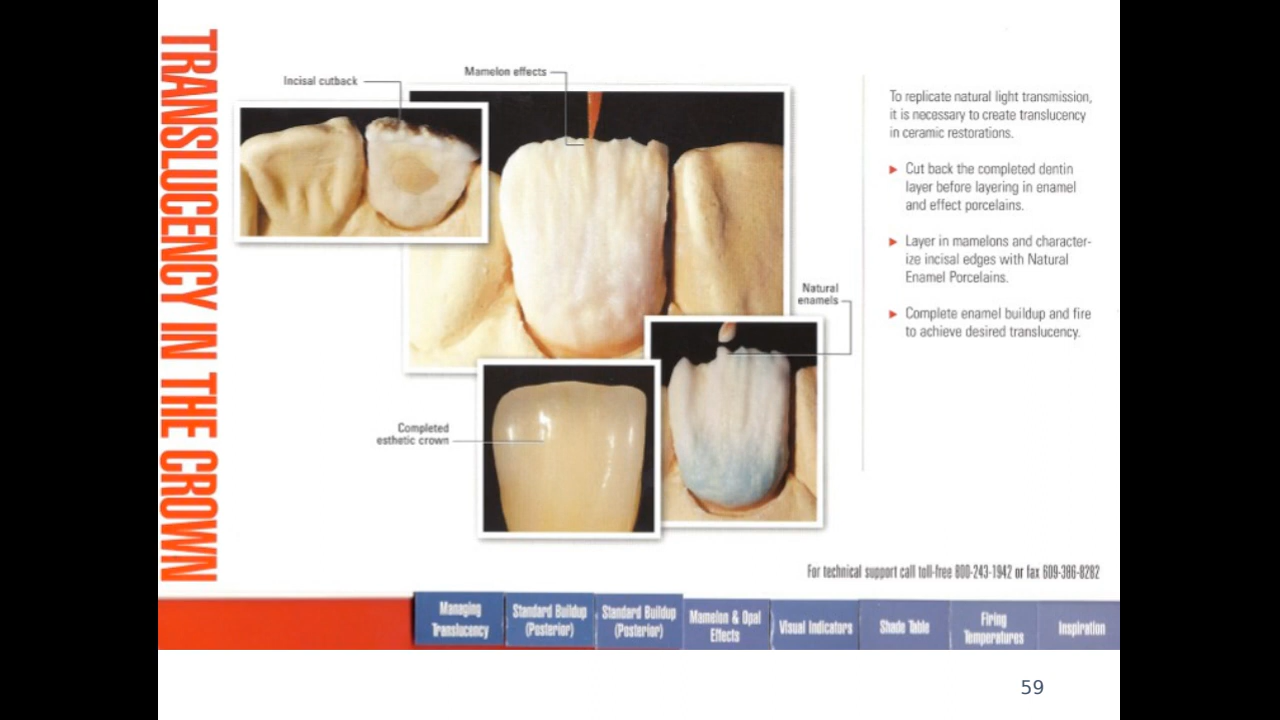 TRANSLUCENCY IN THE CROWN
Incisal cutback
Mamelon effects
To replicate natural light transmission,
it is necessary to create translucency
in ceramic restorations.
▶ Cut back the completed dentin
layer before layering in enamel
and effect porcelains.
▶ Layer in mamelons and character-
ize incisal edges with Natural
Enamel Porcelains.
▶ Complete enamel buildup and fire
to achieve desired translucency.
Natural
enamels
Completed
esthetic crown
For technical support call toll-free 800-243-1942 or fax 609-386-8282
Managing
Translucency
Standard Buildup
(Posterior)
Standard Buildup
(Posterior)
Mamelon & Opal
Effects
Visual Indicators
Shade Table
Firing
Temperatures
Inspiration
59